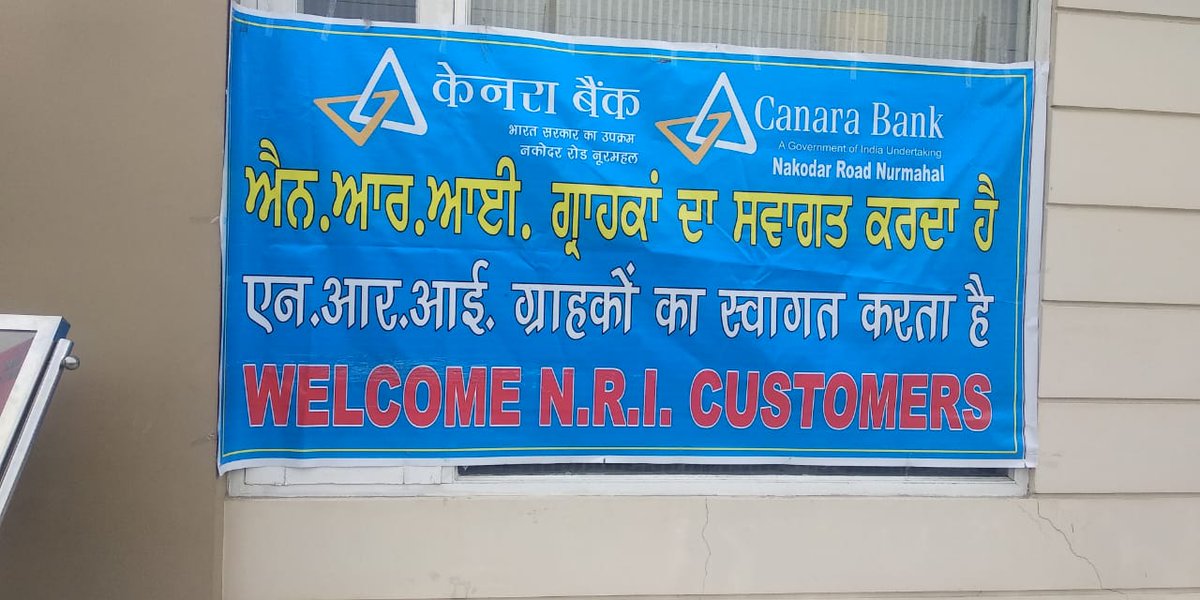 केनरा बैंक
भारत सरकार का उपक्रम
नकोदर रोड नूरमहल
Canara Bank
A Government of India Undertaking
Nakodar Road Nurmahal
ਐਨ.ਆਰ.ਆਈ. ਗ੍ਰਾਹਕਾਂ ਦਾ ਸਵਾਗਤ ਕਰਦਾ ਹੈ
एन.आर.आई. ग्राहकों का स्वागत करता है
WELCOME N.R.I. CUSTOMERS